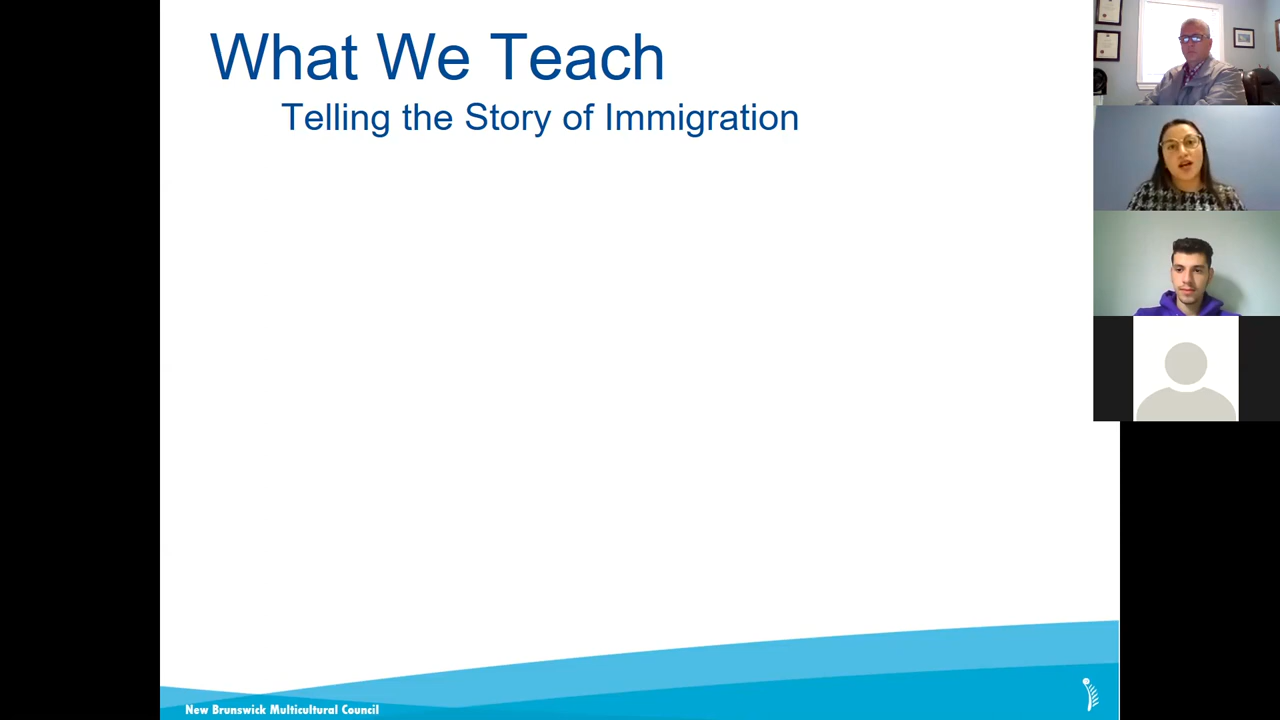 What We Teach
Telling the Story of Immigration
New Brunswick Multicultural Council